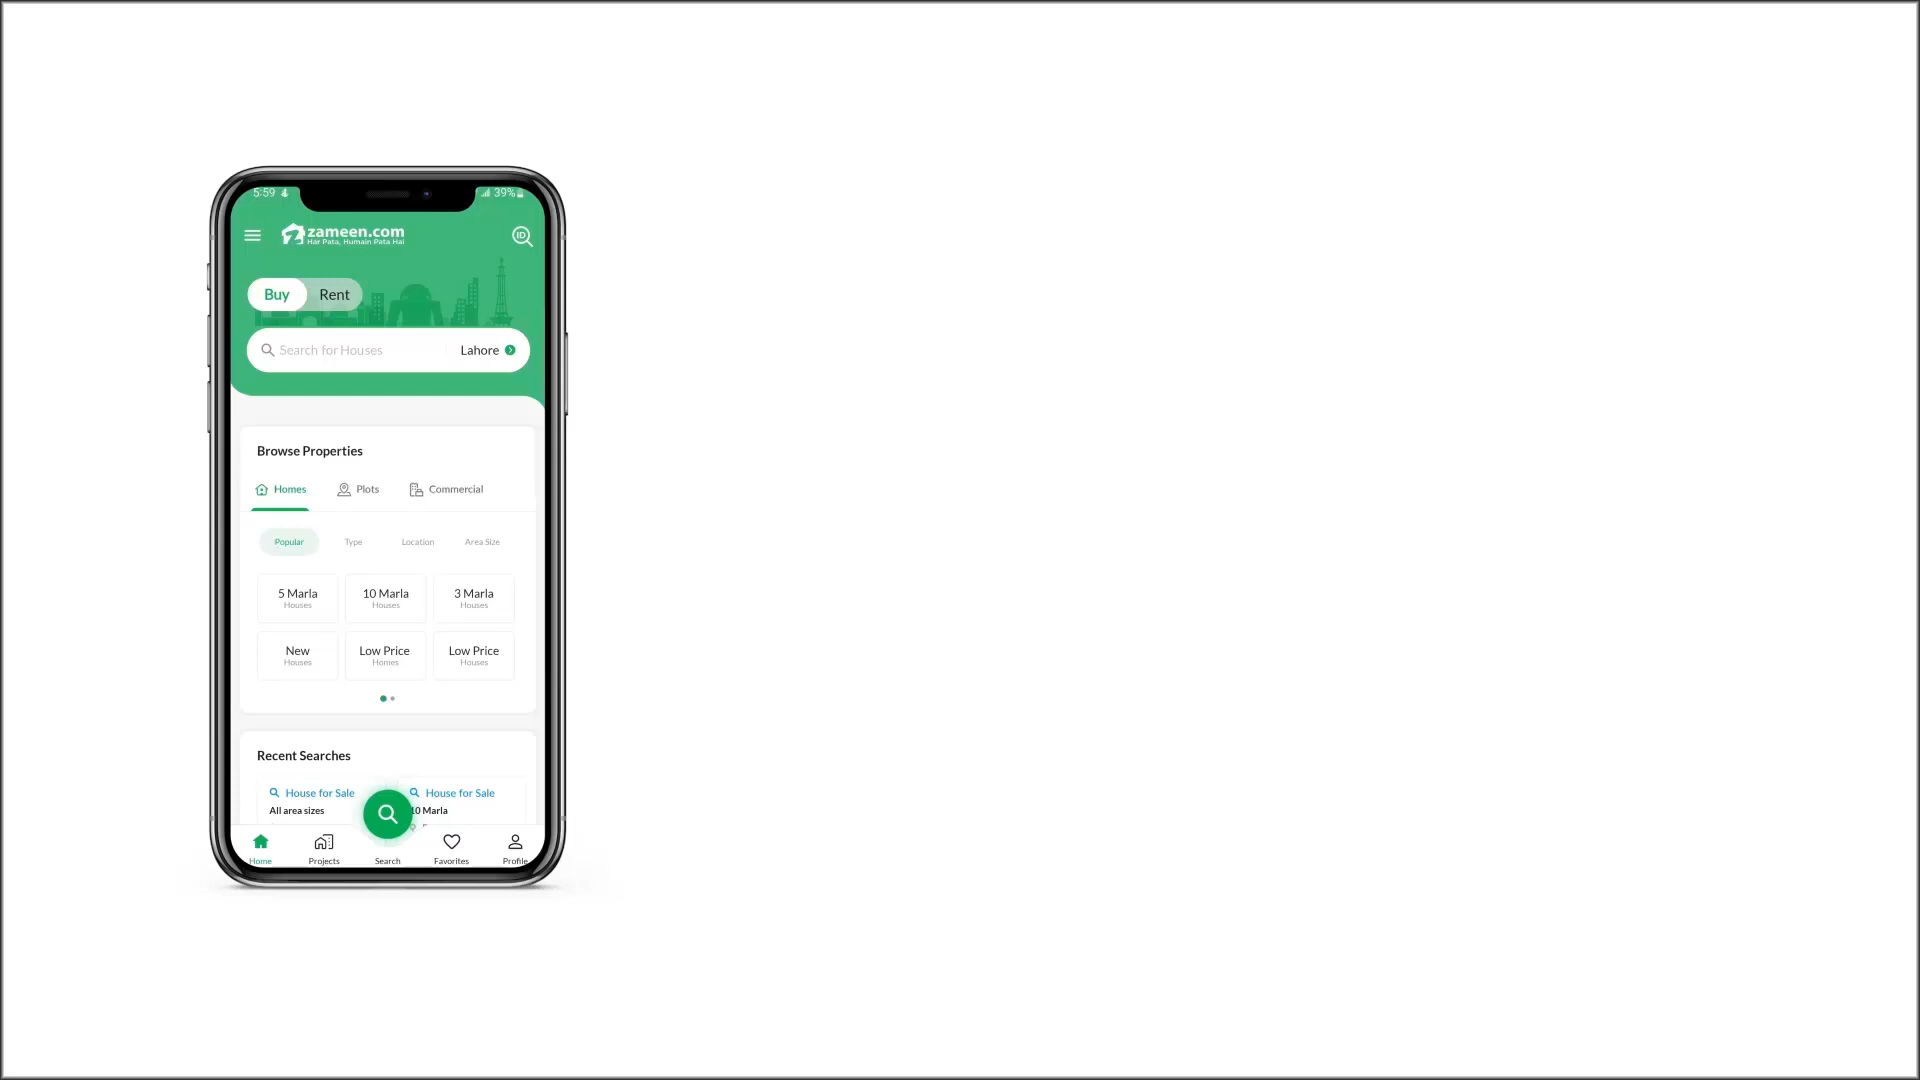 5:59
39%
zameen.com
Har Pata, Humain Pata Hai
ID
Buy Rent
Search for Houses Lahore
Browse Properties
Homes Plots Commercial
Popular Type Location Area Size
5 Marla 10 Marla 3 Marla
Houses Houses Houses
New Low Price Low Price
Houses Homes Houses
Recent Searches
House for Sale House for Sale
All area sizes 10 Marla
Home Projects Search Favorites Profile